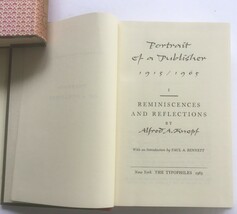 Portrait
of a Publisher
1915 / 1965
I
REMINISCENCES
AND REFLECTIONS
BY
Alfred A. Knopf
With an introduction by PAUL A. BENNETT
New York THE TYPOPHILES 1965